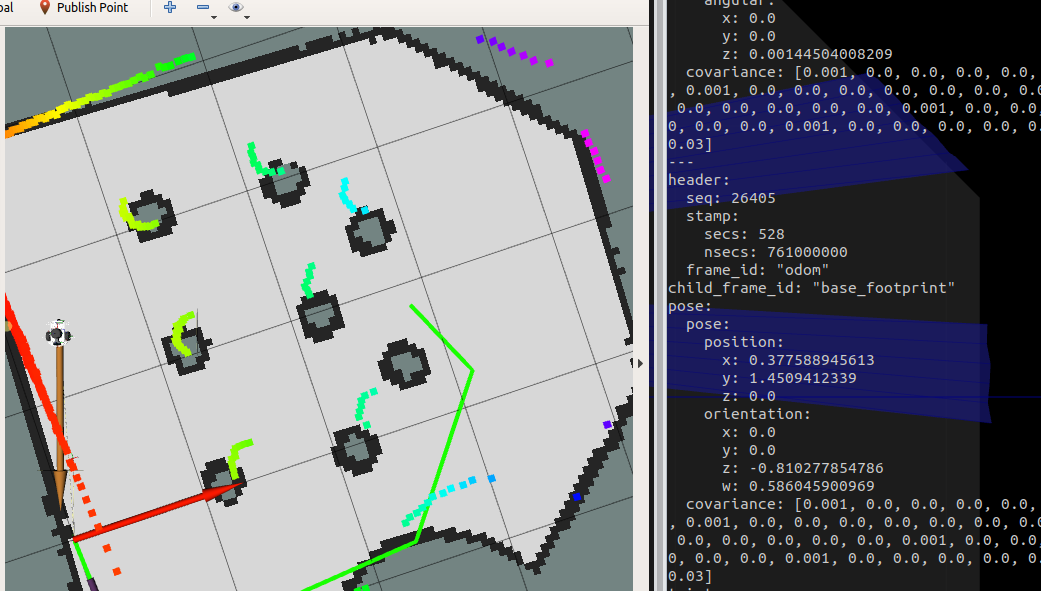 oal
Publish Point
angular:
x: 0.0
y: 0.0
z: 0.00144504008209
covariance: [0.001, 0.0, 0.0, 0.0, 0.0,
, 0.001, 0.0, 0.0, 0.0, 0.0, 0.0, 0.0, 0.0
0.0, 0.0, 0.0, 0.0, 0.0, 0.001, 0.0, 0.0,
0, 0.0, 0.0, 0.001, 0.0, 0.0, 0.0, 0.0, 0.
0.03]
---
header:
seq: 26405
stamp:
secs: 528
nsecs: 761000000
frame_id: "odom"
child_frame_id: "base_footprint"
pose:
pose:
position:
x: 0.377588945613
y: 1.4509412339
z: 0.0
orientation:
x: 0.0
y: 0.0
z: -0.810277854786
w: 0.586045900969
covariance: [0.001, 0.0, 0.0, 0.0, 0.0,
, 0.001, 0.0, 0.0, 0.0, 0.0, 0.0, 0.0, 0.0
0.0, 0.0, 0.0, 0.0, 0.0, 0.001, 0.0, 0.0,
0, 0.0, 0.0, 0.001, 0.0, 0.0, 0.0, 0.0, 0.
0.03]